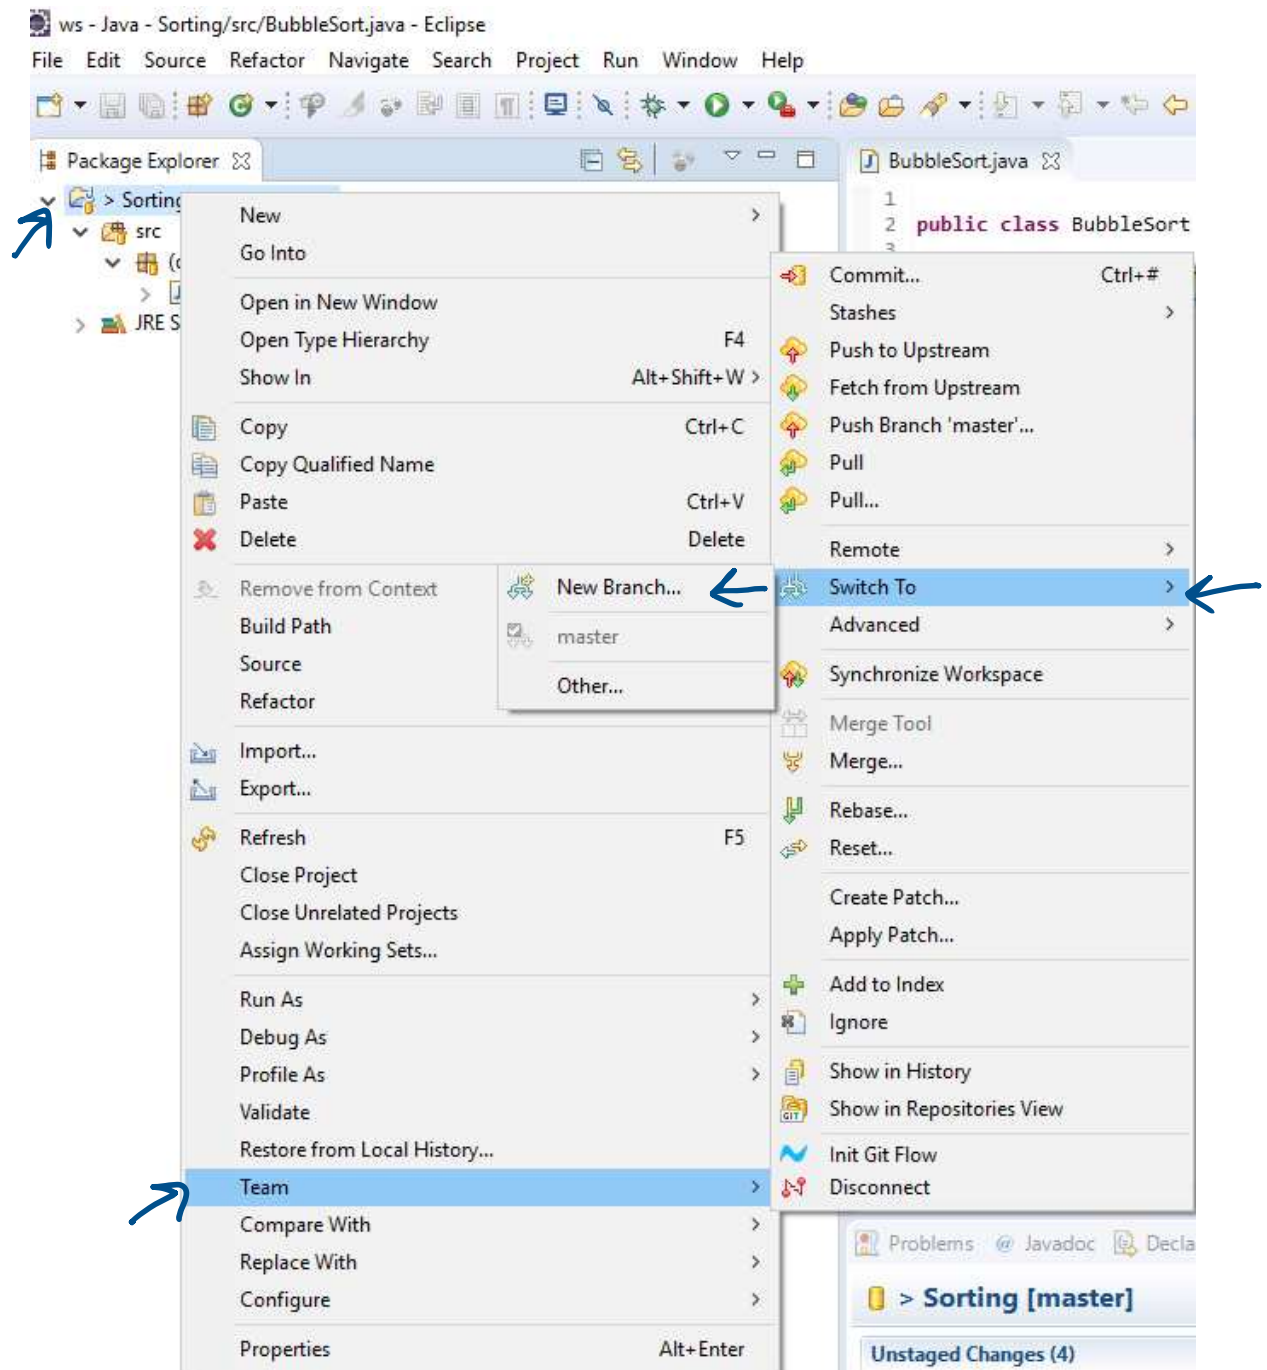 ws - Java - Sorting/src/BubbleSort.java - Eclipse
File Edit Source Refactor Navigate Search Project Run Window Help
Package Explorer
BubbleSort.java
> Sorting
src
JRE S
1
2 public class BubbleSort
3
New
Go Into
Open in New Window
Open Type Hierarchy F4
Show In Alt+Shift+W >
Copy Ctrl+C
Copy Qualified Name
Paste Ctrl+V
Delete Delete
Remove from Context
Build Path
Source
Refactor
Import...
Export...
Refresh F5
Close Project
Close Unrelated Projects
Assign Working Sets...
Run As
Debug As
Profile As
Validate
Restore from Local History...
Team
Compare With
Replace With
Configure
Properties Alt+Enter
New Branch...
master
Other...
Commit... Ctrl+#
Stashes
Push to Upstream
Fetch from Upstream
Push Branch 'master'...
Pull
Pull...
Remote
Switch To
Advanced
Synchronize Workspace
Merge Tool
Merge...
Rebase...
Reset...
Create Patch...
Apply Patch...
Add to Index
Ignore
Show in History
GIT Show in Repositories View
Init Git Flow
Disconnect
Problems @ Javadoc Decla
> Sorting [master]
Unstaged Changes (4)